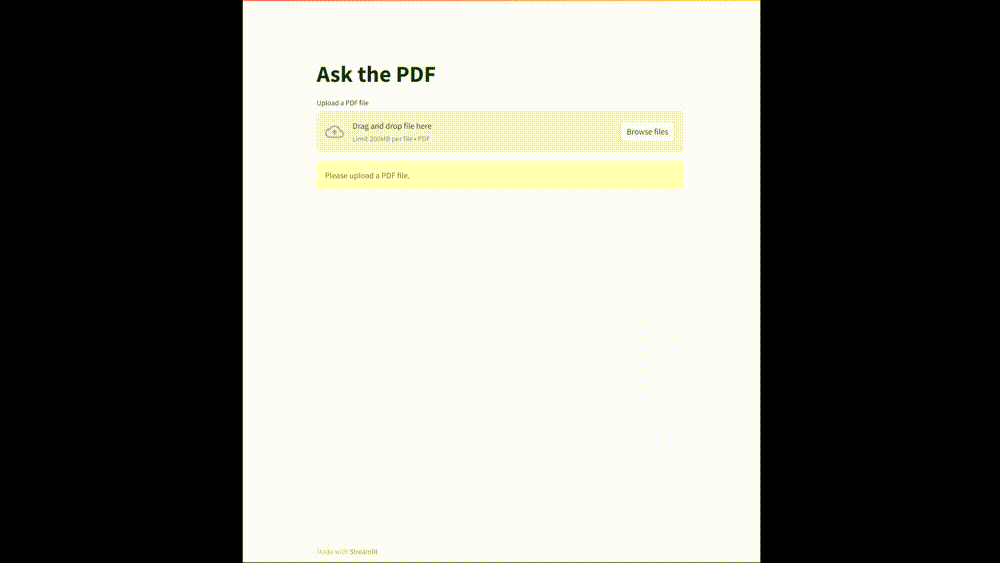 Ask the PDF
Upload a PDF file
Drag and drop file here
Limit 200MB per file • PDF
Browse files
Please upload a PDF file.
Made with Streamlit